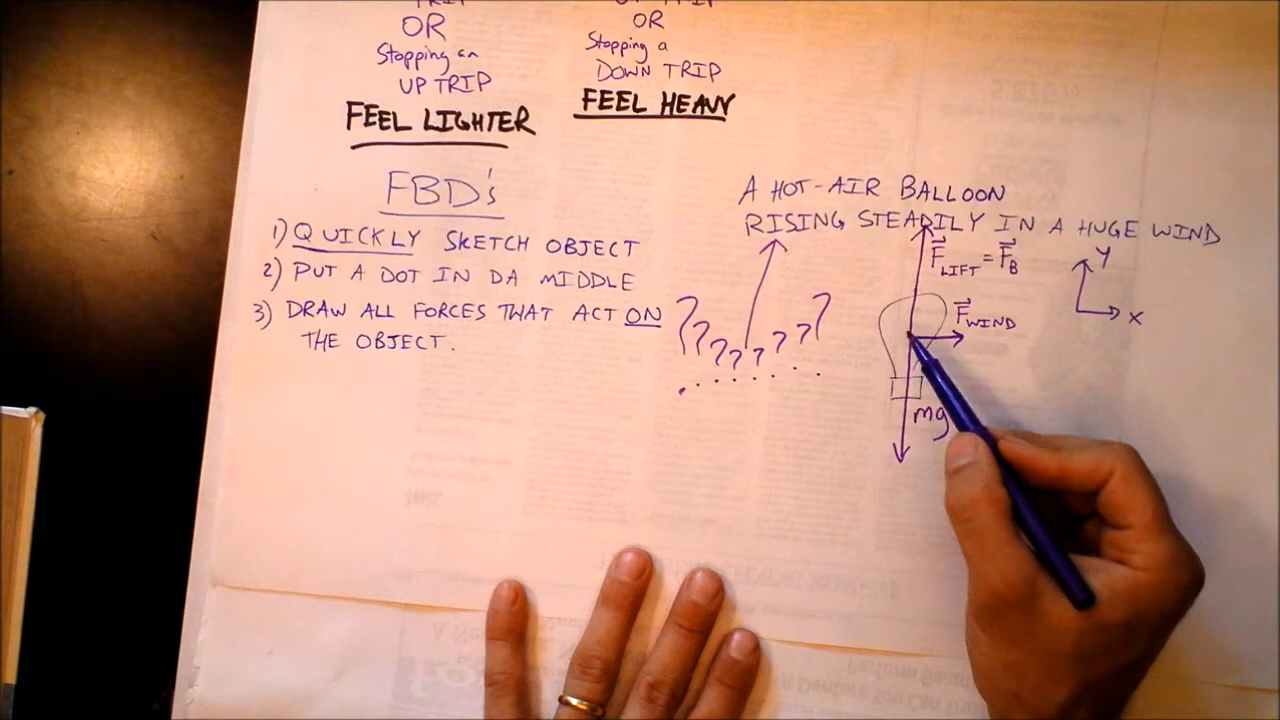 OR
Stopping an
UP TRIP
FEEL LIGHTER
OR
Stopping a
DOWN TRIP
FEEL HEAVY
FBD's
1) QUICKLY SKETCH OBJECT
2) PUT A DOT IN DA MIDDLE
3) DRAW ALL FORCES THAT ACT ON
THE OBJECT.
A HOT-AIR BALLOON
RISING STEADILY IN A HUGE WIND
? ? ? ? ? ? ? ?
F⃗LIFT = F⃗B
F⃗WIND
mg
Y
X